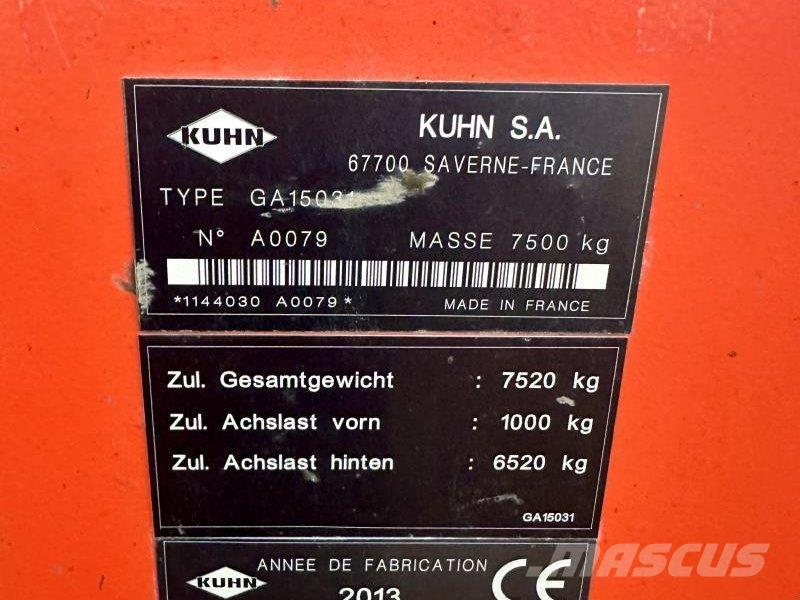 KUHN
KUHN S.A.
67700 SAVERNE-FRANCE
TYPE GA15031
N° A0079 MASSE 7500 kg
*1144030 A0079* MADE IN FRANCE
Zul. Gesamtgewicht : 7520 kg
Zul. Achslast vorn : 1000 kg
Zul. Achslast hinten : 6520 kg
GA15031
KUHN
ANNEE DE FABRICATION
2013
CE
MASCUS